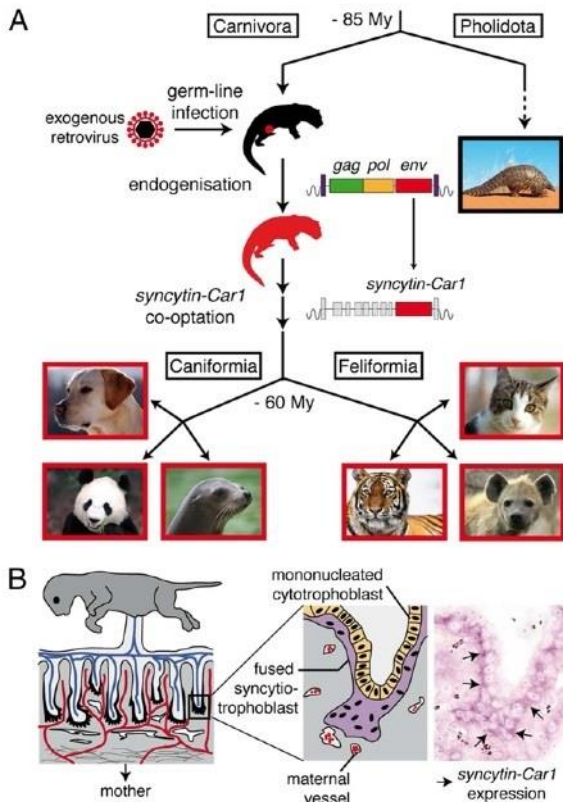 A
Carnivora
- 85 My
Pholidota
germ-line
infection
exogenous
retrovirus
endogenisation
gag pol env
syncytin-Car1
syncytin-Car1
co-optation
Caniformia
Feliformia
- 60 My
B
mononucleated
cytotrophoblast
fused
syncytio-
trophoblast
maternal
vessel
mother
syncytin-Car1
expression